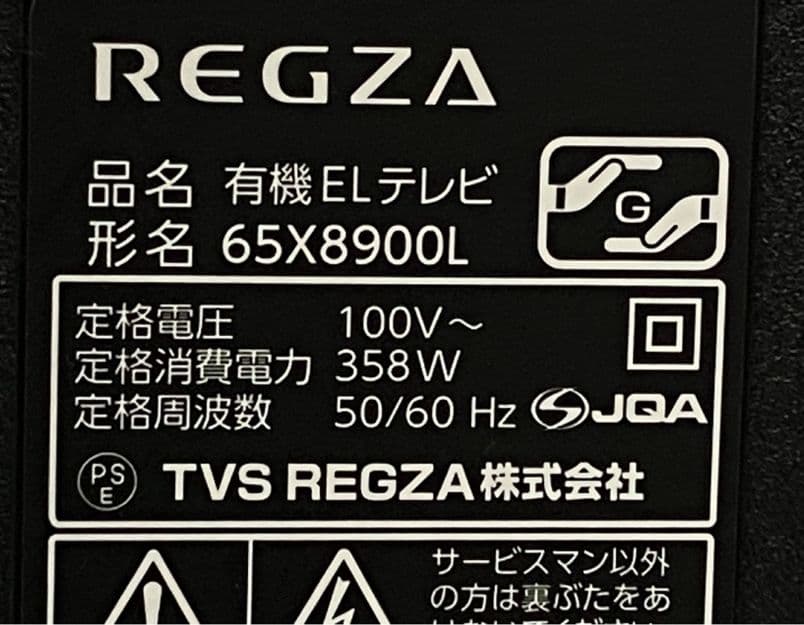 REGZA
品名 有機ELテレビ
形名 65X8900L
G
定格電圧 100V～
定格消費電力 358W
定格周波数 50/60 Hz JQA
PS
E
TVS REGZA株式会社
サービスマン以外
の方は裏ぶたをあ